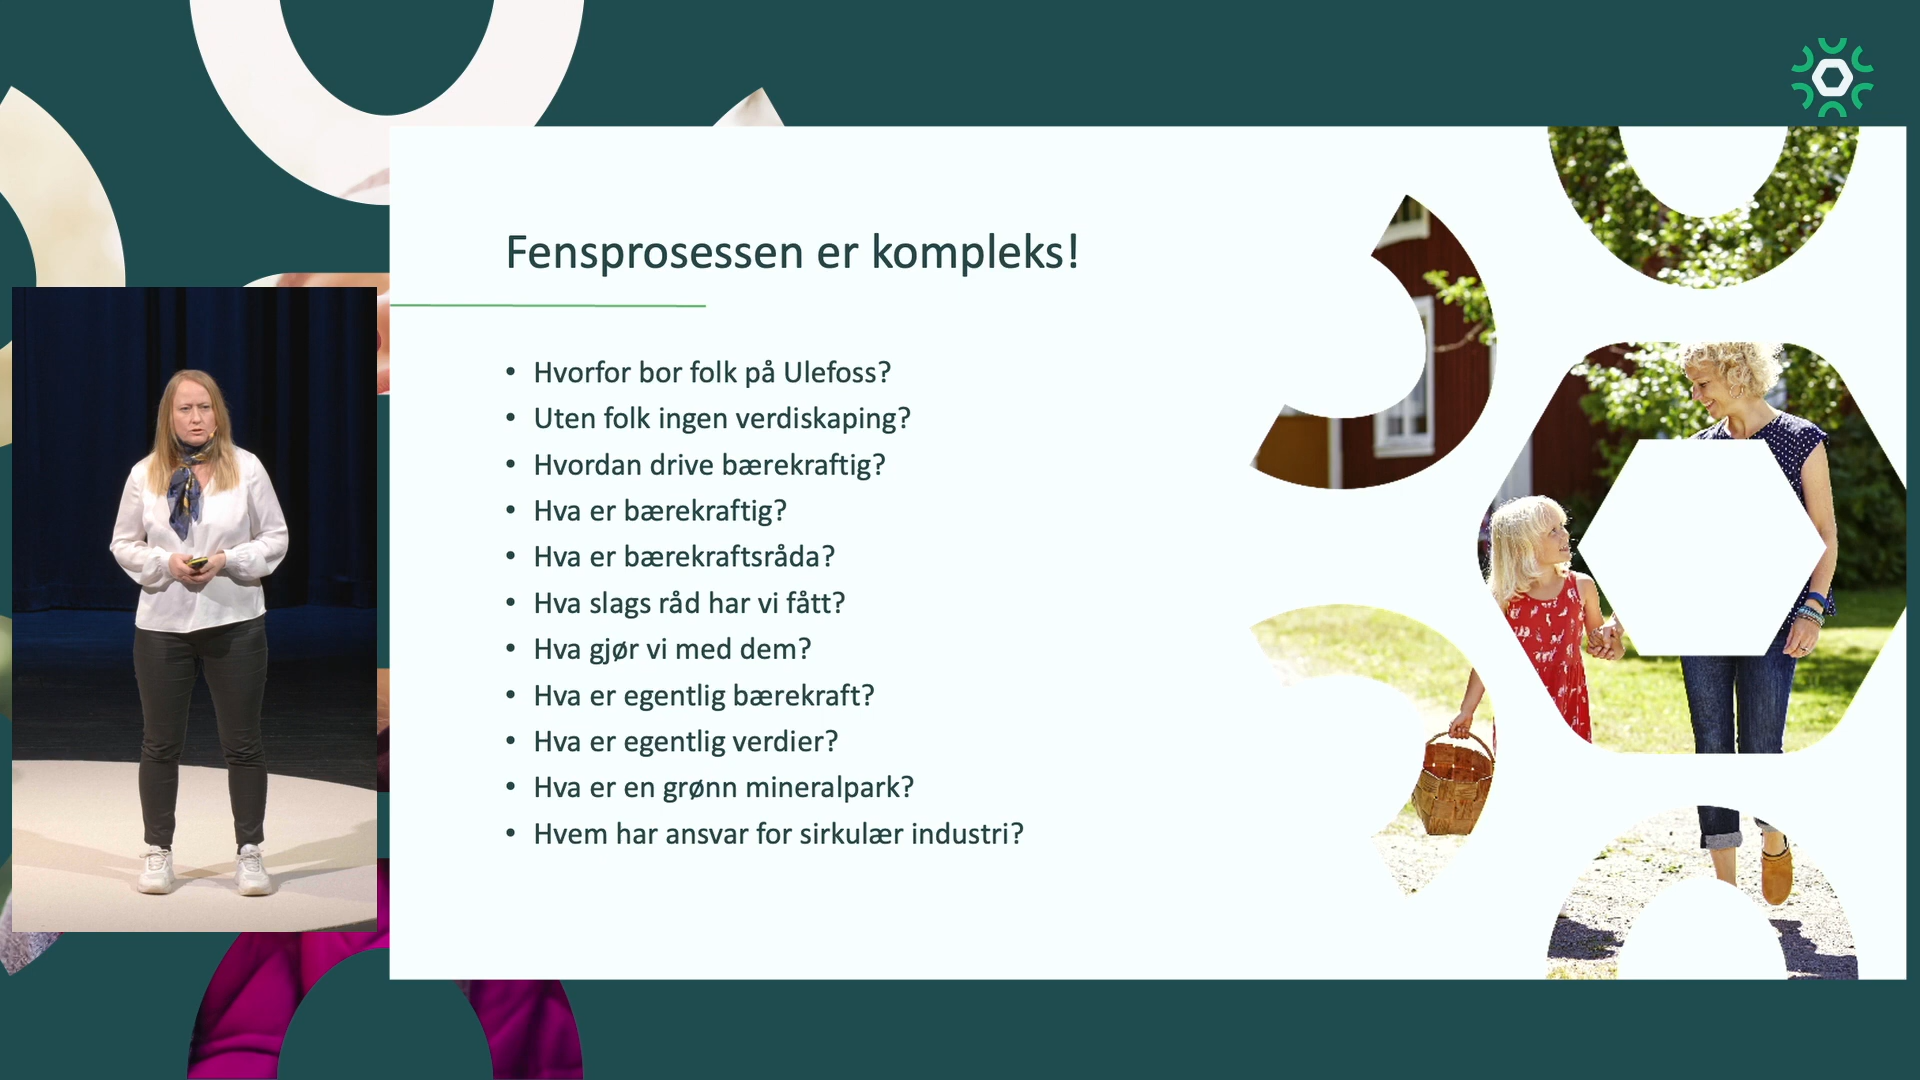 Fensprosessen er kompleks!
• Hvorfor bor folk på Ulefoss?
• Uten folk ingen verdiskaping?
• Hvordan drive bærekraftig?
• Hva er bærekraftig?
• Hva er bærekraftsråda?
• Hva slags råd har vi fått?
• Hva gjør vi med dem?
• Hva er egentlig bærekraft?
• Hva er egentlig verdier?
• Hva er en grønn mineralpark?
• Hvem har ansvar for sirkulær industri?